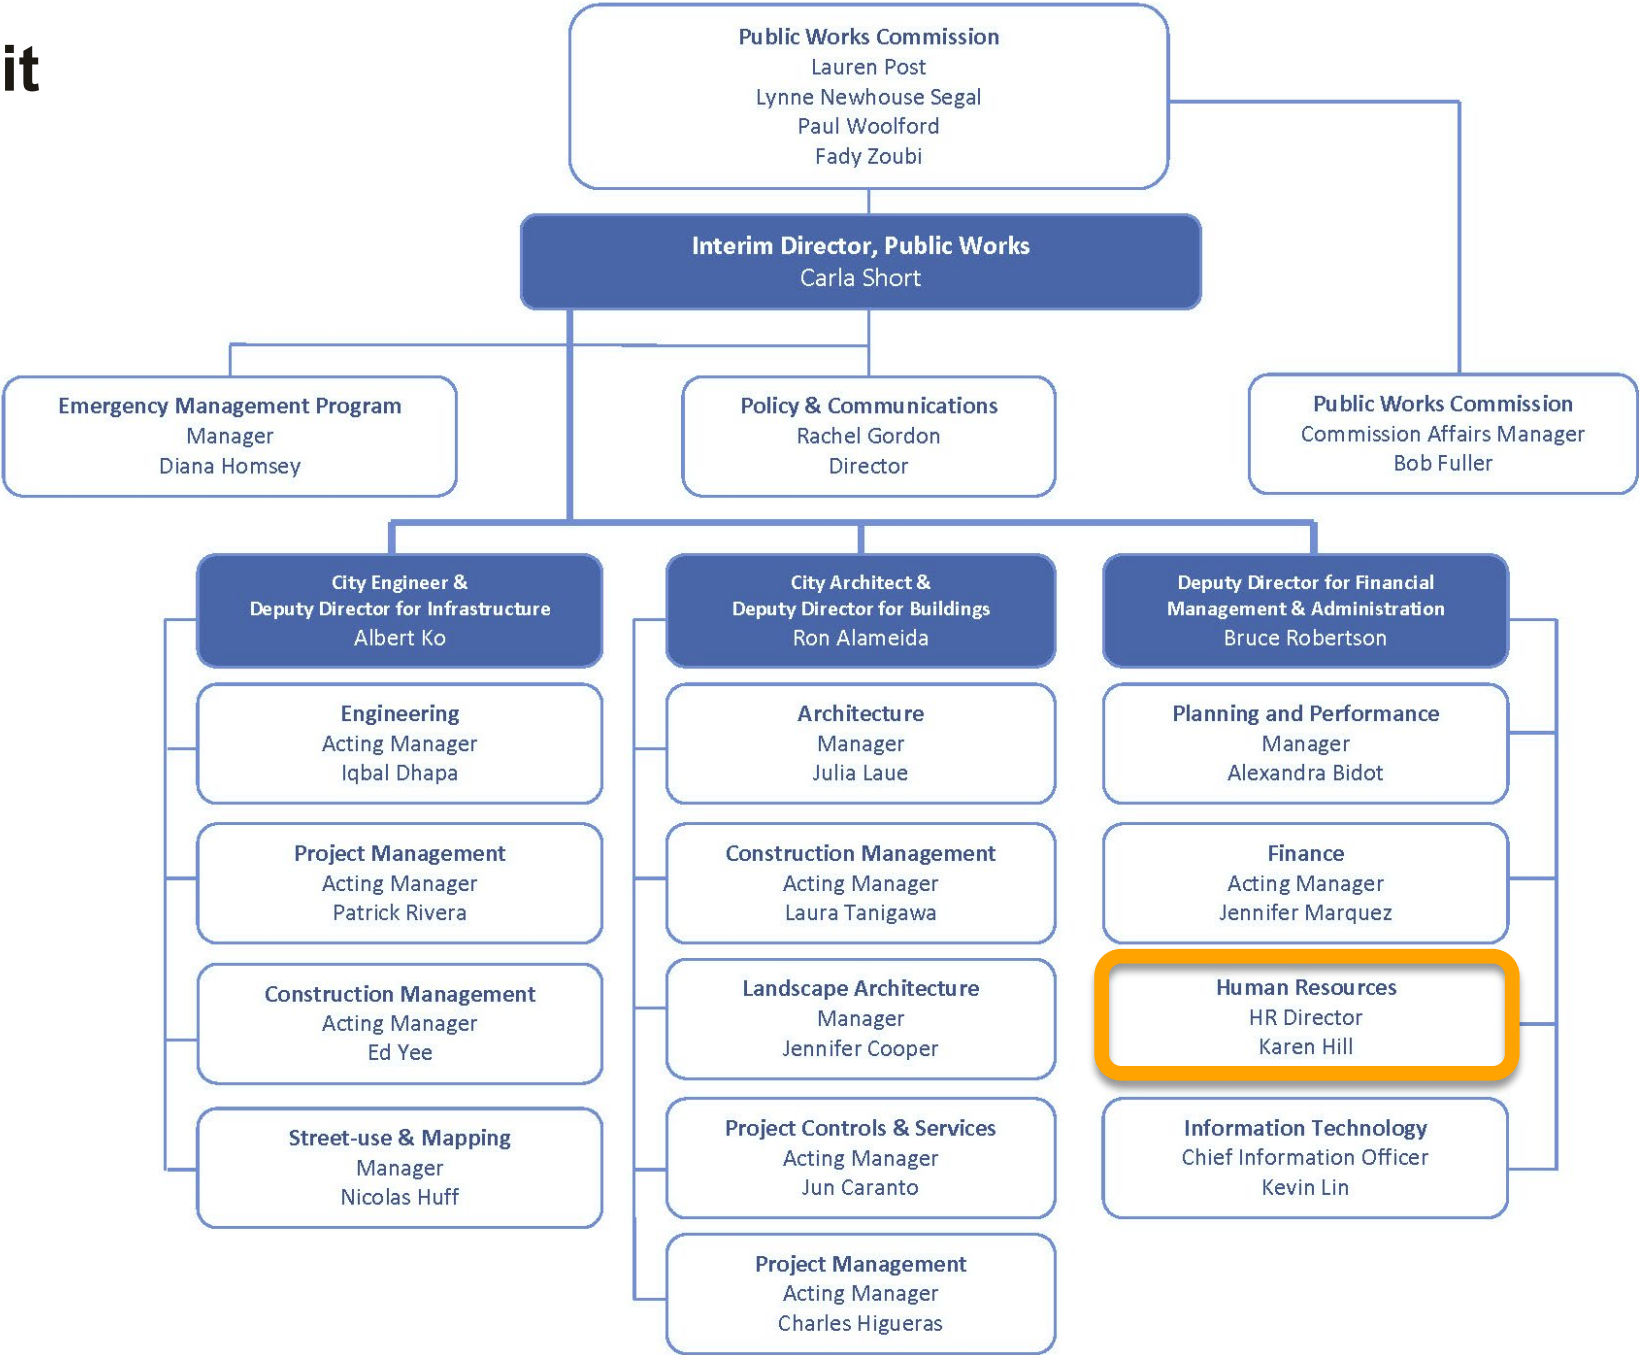 it
Public Works Commission
Lauren Post
Lynne Newhouse Segal
Paul Woolford
Fady Zoubi
Interim Director, Public Works
Carla Short
Emergency Management Program
Manager
Diana Homsey
Policy & Communications
Rachel Gordon
Director
Public Works Commission
Commission Affairs Manager
Bob Fuller
City Engineer &
Deputy Director for Infrastructure
Albert Ko
Engineering
Acting Manager
Iqbal Dhapa
Project Management
Acting Manager
Patrick Rivera
Construction Management
Acting Manager
Ed Yee
Street-use & Mapping
Manager
Nicolas Huff
City Architect &
Deputy Director for Buildings
Ron Alameida
Architecture
Manager
Julia Laue
Construction Management
Acting Manager
Laura Tanigawa
Landscape Architecture
Manager
Jennifer Cooper
Project Controls & Services
Acting Manager
Jun Caranto
Project Management
Acting Manager
Charles Higueras
Deputy Director for Financial
Management & Administration
Bruce Robertson
Planning and Performance
Manager
Alexandra Bidot
Finance
Acting Manager
Jennifer Marquez
Human Resources
HR Director
Karen Hill
Information Technology
Chief Information Officer
Kevin Lin